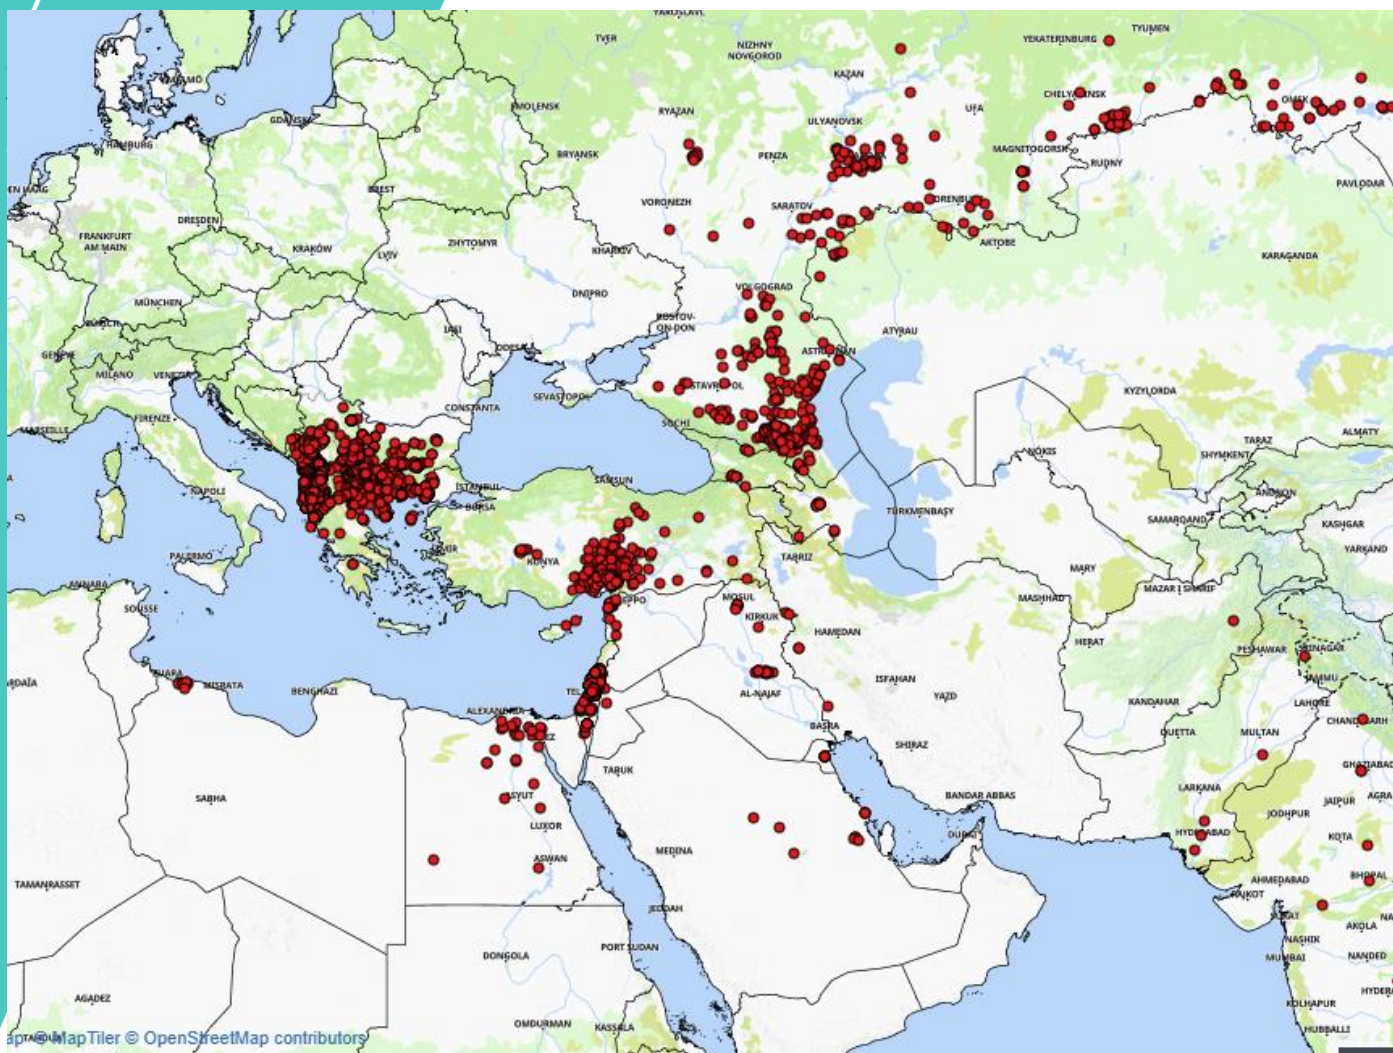 YAROSLAVL
TYUMEN
YEKATERINBURG
TVER
NIZHNY
NOVGOROD
KAZAN
MALMÖ
SMOLENSK
RYAZAN
UFA
OMSK
GDAŃSK
ULYANOVSK
HAMBURG
BRYANSK
PENZA
MAGNITOGORSK
RUDNY
DEN HAAG
BREST
PAVLODAR
VORONEZH
SARATOV
DRESDEN
FRANKFURT
AM MAIN
KRAKÓW
LVIV
ZHYTOMYR
KHARKIV
AKTOBE
KARAGANDA
MÜNCHEN
DNIPRO
VOLGOGRAD
ZÜRICH
IAȘI
ROSTOV-
ON-DON
ATYRAU
GENÈVE
ODESA
MILANO
VENEZIA
STAVROPOL
KYZYLORDA
FIRENZE
CONSTANTA
SEVASTOPOL
MARSEILLE
SOCHI
ALMATY
TARAZ
SHYMKENT
NÖKIS
NAPOLI
ISTANBUL
SAMSUN
BURSA
ANDIJON
TÜRKMENBAŞY
SAMARQAND
KASHGAR
PALERMO
KONYA
TABRIZ
YARKAND
MARY
ANNABA
MAZAR I SHARIF
MASHHAD
SOUSSE
MOSUL
KIRKUK
HAMEDAN
HERAT
PESHAWAR
SRINAGAR
JAMMU
ZUARA
MISRATA
BENGHAZI
TEL
AL-NAJAF
ISFAHAN
YAZD
KANDAHAR
LAHORE
ALEXANDRIA
BASRA
QUETTA
MULTAN
CHANDIGARH
SHIRAZ
TABUK
GHAZIABAD
SABHA
ASYUT
BANDAR ABBAS
LARKANA
JAIPUR
AGRA
JODHPUR
LUXOR
DUBAI
HYDERABAD
KOTA
MEDINA
ASWAN
TAMANRASSET
AHMEDABAD
BHOPAL
RAJKOT
JEDDAH
SURAT
AKOLA
NASHIK
PORT SUDAN
DONGOLA
MUMBAI
NANDED
AGADEZ
KOLHAPUR
OMDURMAN
KASSALA
HUBBALLI
© MapTiler © OpenStreetMap contributors